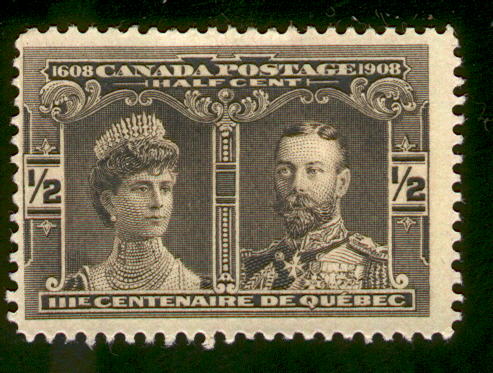 1608 CANADA POSTAGE 1908
HALF CENT
1/2 1/2
IIIE CENTENAIRE DE QUÉBEC